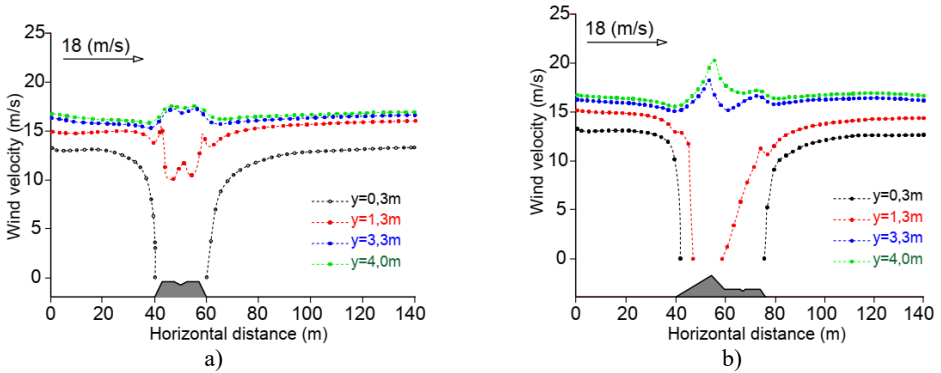 25
20
15
10
5
0
Wind velocity (m/s)
18 (m/s)
y=0,3m
y=1,3m
y=3,3m
y=4,0m
0 20 40 60 80 100 120 140
Horizontal distance (m)
a)
25
20
15
10
5
0
Wind velocity (m/s)
18 (m/s)
y=0,3m
y=1,3m
y=3,3m
y=4,0m
0 20 40 60 80 100 120 140
Horizontal distance (m)
b)